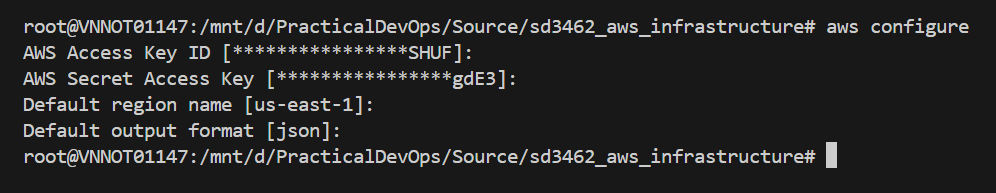 root@VNNOT01147:/mnt/d/PracticalDevOps/Source/sd3462_aws_infrastructure# aws configure
AWS Access Key ID [****************SHUF]:
AWS Secret Access Key [****************gdE3]:
Default region name [us-east-1]:
Default output format [json]:
root@VNNOT01147:/mnt/d/PracticalDevOps/Source/sd3462_aws_infrastructure#